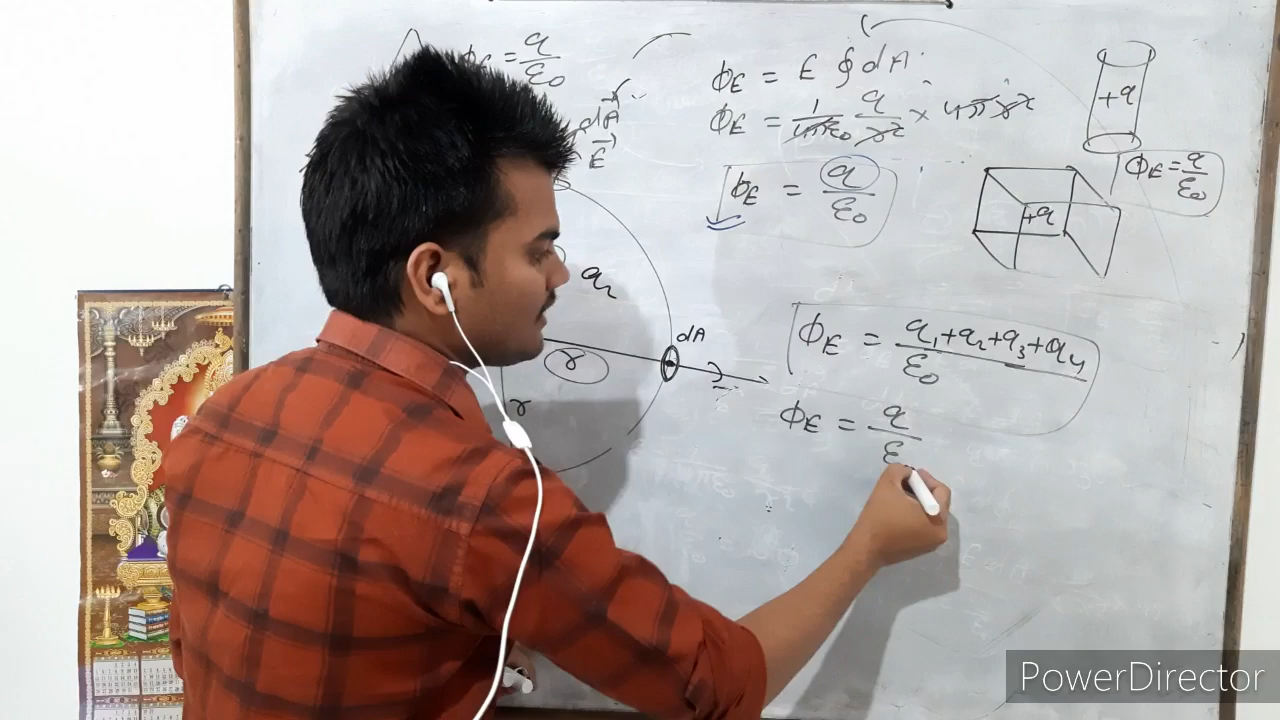 ϕE = q/ε₀
dA⃗
E⃗
q₂
dA
r
r
ϕE = E ∮dA
ϕE = 1/4πε₀ q/r² × 4πr²
ϕE = q/ε₀
+q
ϕE = q/ε₀
+q
ϕE = q₁+q₂+q₃+q₄/ε₀
ϕE = q/ε
PowerDirector